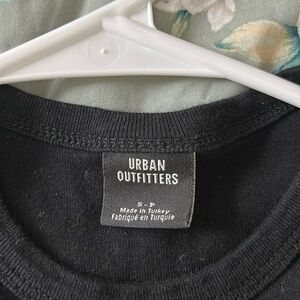 URBAN
OUTFITTERS
S-P
Made in Turkey
Fabriqué en Turquie